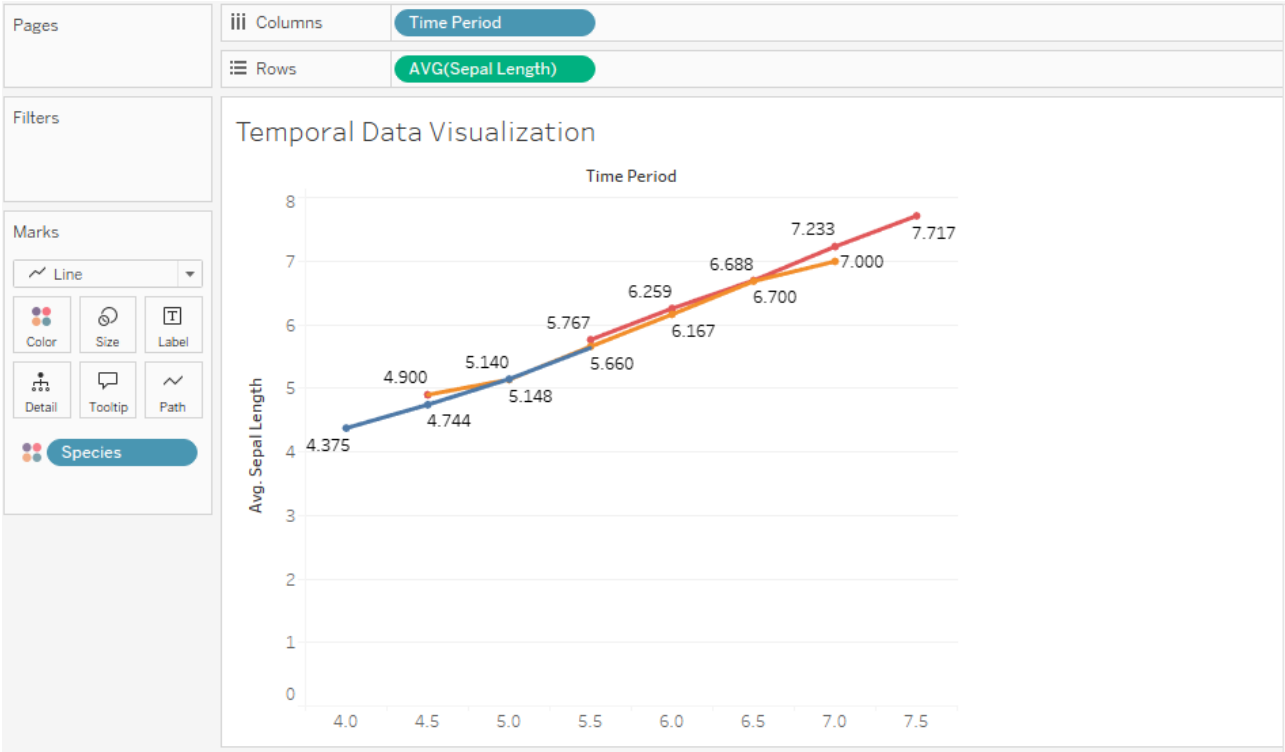 Pages
Columns
Time Period
Rows
AVG(Sepal Length)
Filters
Marks
Line
Color
Size
Label
Detail
Tooltip
Path
Species
Temporal Data Visualization
Time Period
Avg. Sepal Length
8
7
6
5
4
3
2
1
0
4.375
4.900
4.744
5.140
5.148
5.767
5.660
6.259
6.167
6.688
6.700
7.233
7.000
7.717
4.0
4.5
5.0
5.5
6.0
6.5
7.0
7.5